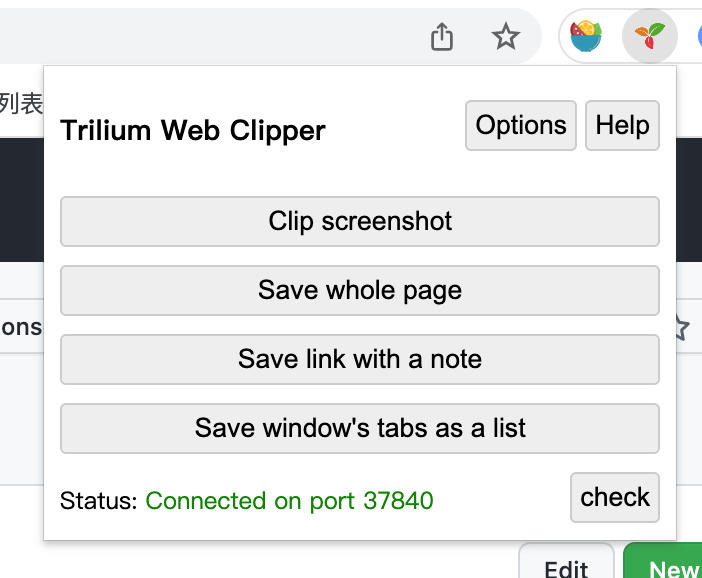 列表
Trilium Web Clipper
Options
Help
Clip screenshot
Save whole page
ons
Save link with a note
Save window's tabs as a list
Status: Connected on port 37840
check
Edit
New